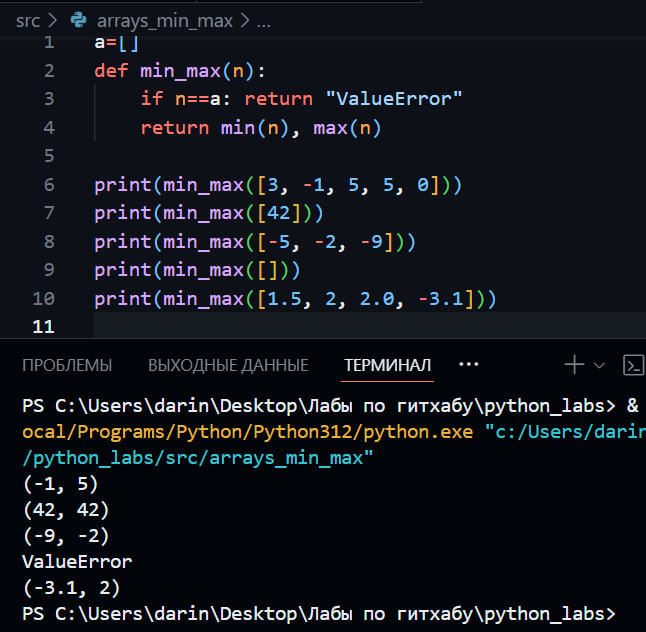 src > arrays_min_max > ...
1 a=[]
2 def min_max(n):
3     if n==a: return "ValueError"
4     return min(n), max(n)
5
6 print(min_max([3, -1, 5, 5, 0]))
7 print(min_max([42]))
8 print(min_max([-5, -2, -9]))
9 print(min_max([]))
10 print(min_max([1.5, 2, 2.0, -3.1]))
11
ПРОБЛЕМЫ ВЫХОДНЫЕ ДАННЫЕ ТЕРМИНАЛ ...
PS C:\Users\darin\Desktop\Лабы по гитхабу\python_labs> &
ocal/Programs/Python/Python312/python.exe "c:/Users/darin
/python_labs/src/arrays_min_max"
(-1, 5)
(42, 42)
(-9, -2)
ValueError
(-3.1, 2)
PS C:\Users\darin\Desktop\Лабы по гитхабу\python_labs>